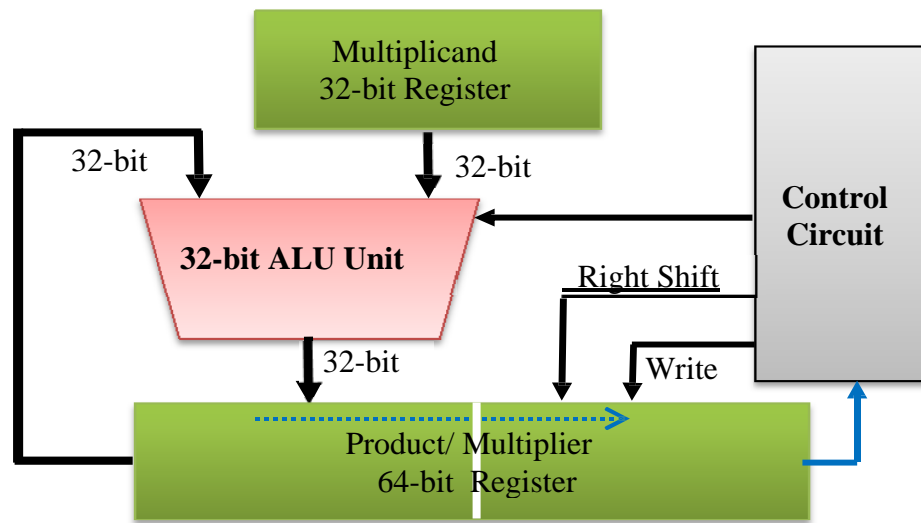 Multiplicand
32-bit Register
32-bit
32-bit
Control
Circuit
32-bit ALU Unit
Right Shift
32-bit
Write
Product/ Multiplier
64-bit Register